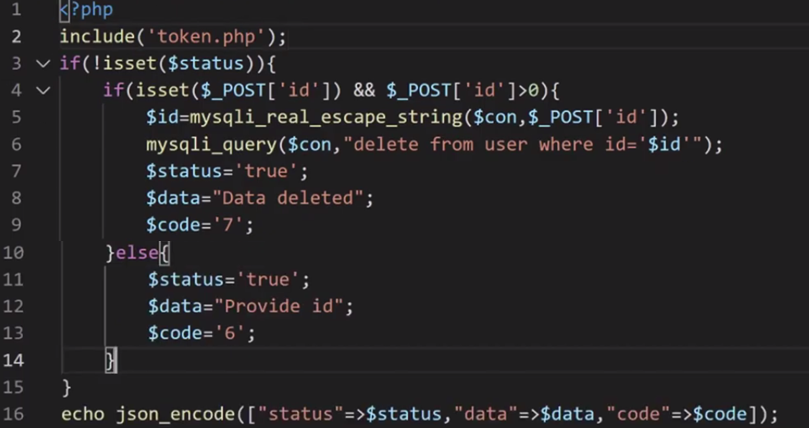 1 <?php
2 include('token.php');
3 if(!isset($status)){
4 if(isset($_POST['id']) && $_POST['id']>0){
5 $id=mysqli_real_escape_string($con,$_POST['id']);
6 mysqli_query($con,"delete from user where id='$id'");
7 $status='true';
8 $data="Data deleted";
9 $code='7';
10 }else{
11 $status='true';
12 $data="Provide id";
13 $code='6';
14 }
15 }
16 echo json_encode(["status"=>$status,"data"=>$data,"code"=>$code]);